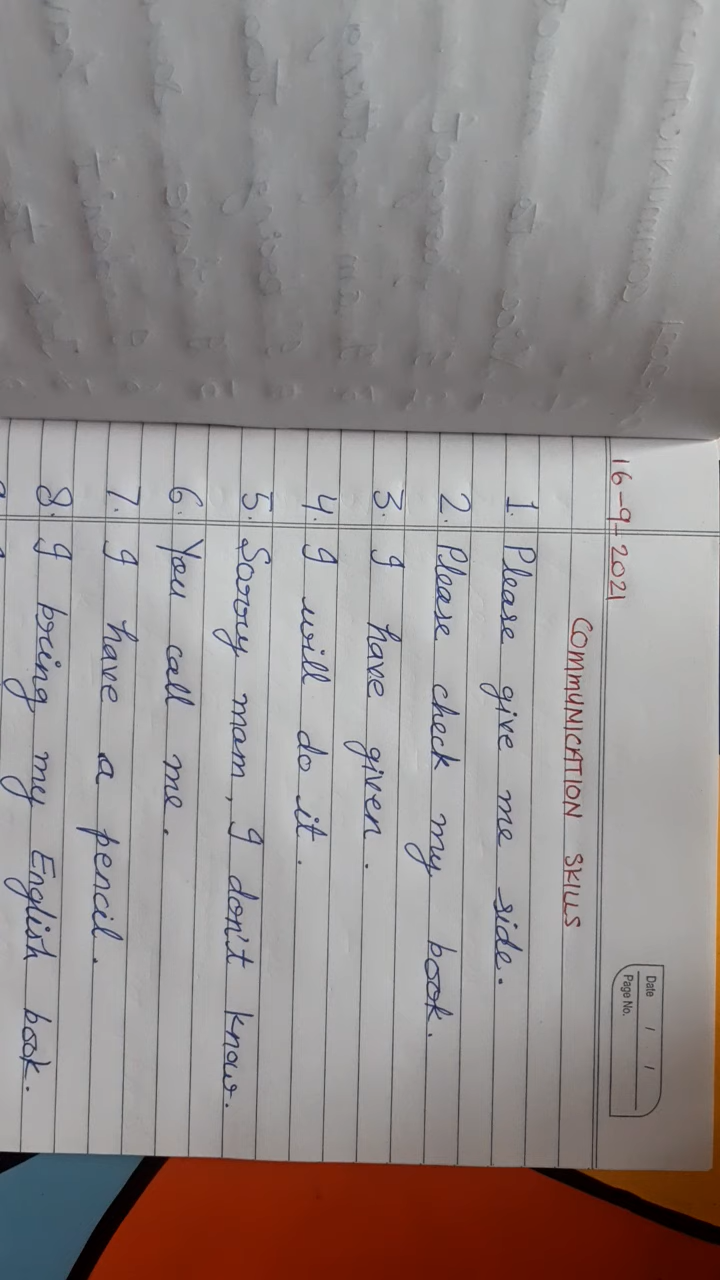 Date / /
Page No.
16-9-2021
COMMUNICATION SKILLS
1. Please give me side.
2. Please check my book.
3. I have given.
4. I will do it.
5. Sorry mam, I don't know.
6. You call me.
7. I have a pencil.
8. I bring my English book.